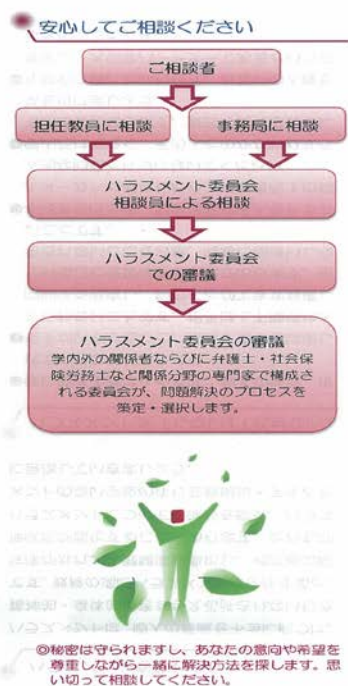 安心してご相談ください
ご相談者
担任教員に相談
事務局に相談
ハラスメント委員会
相談員による相談
ハラスメント委員会
での審議
ハラスメント委員会の審議
学内外の関係者ならびに弁護士・社会保
険労務士など関係分野の専門家で構成さ
れる委員会が、問題解決のプロセスを
策定・選択します。
◎秘密は守られますし、あなたの意向や希望を
尊重しながら一緒に解決方法を探します。思
い切って相談してください。